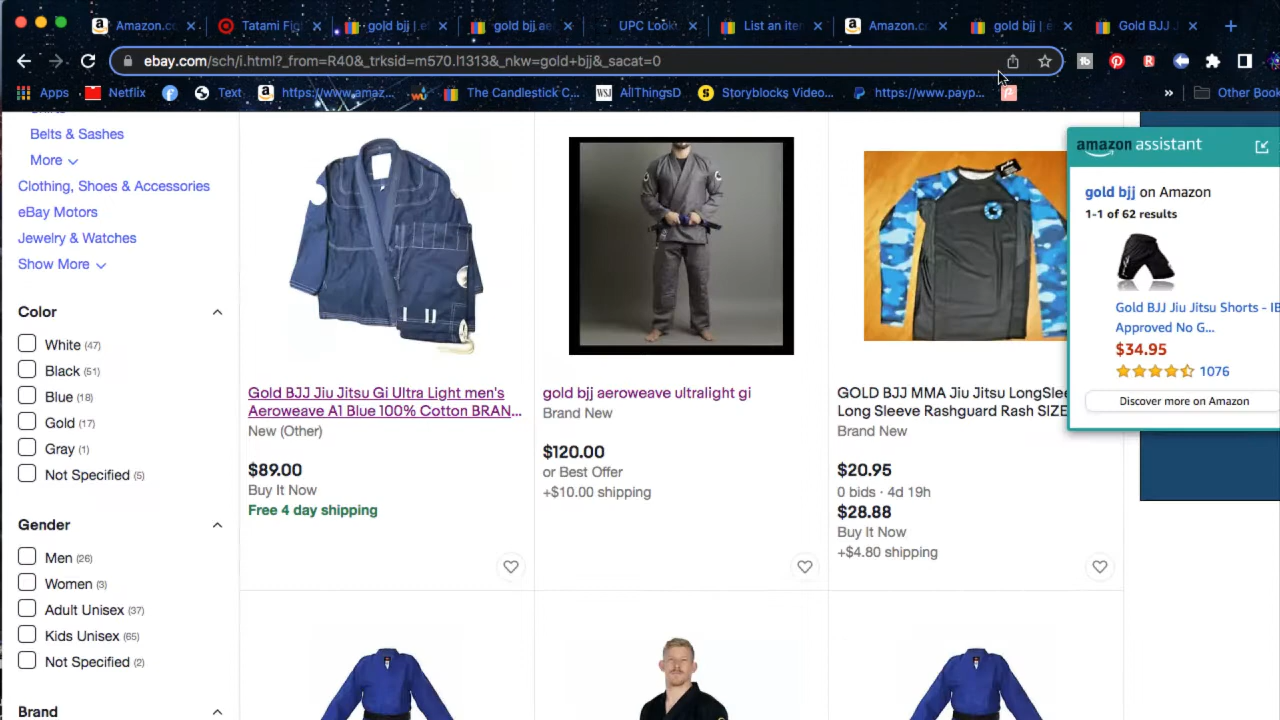 Amazon.c
Tatami Fig
gold bjj | e
gold bjj ae
UPC Look
List an ite
Amazon.c
gold bjj | e
Gold BJJ J
ebay.com/sch/i.html?_from=R40&_trksid=m570.l1313&_nkw=gold+bjj&_sacat=0
Apps
Netflix
Text
https://www.amaz...
The Candlestick C...
WSJ
AllThingsD
Storyblocks Video...
https://www.payp...
»
Other Book
Belts & Sashes
More
Clothing, Shoes & Accessories
eBay Motors
Jewelry & Watches
Show More
Color
White (47)
Black (51)
Blue (18)
Gold (17)
Gray (1)
Not Specified (5)
Gender
Men (26)
Women (3)
Adult Unisex (37)
Kids Unisex (65)
Not Specified (2)
Brand
Gold BJJ Jiu Jitsu Gi Ultra Light men's
Aeroweave A1 Blue 100% Cotton BRAN...
New (Other)
$89.00
Buy It Now
Free 4 day shipping
gold bjj aeroweave ultralight gi
Brand New
$120.00
or Best Offer
+$10.00 shipping
GOLD BJJ MMA Jiu Jitsu LongSlee
Long Sleeve Rashguard Rash SIZE
Brand New
$20.95
0 bids · 4d 19h
$28.88
Buy It Now
+$4.80 shipping
amazon assistant
gold bjj on Amazon
1-1 of 62 results
Gold BJJ Jiu Jitsu Shorts - IB
Approved No G...
$34.95
1076
Discover more on Amazon